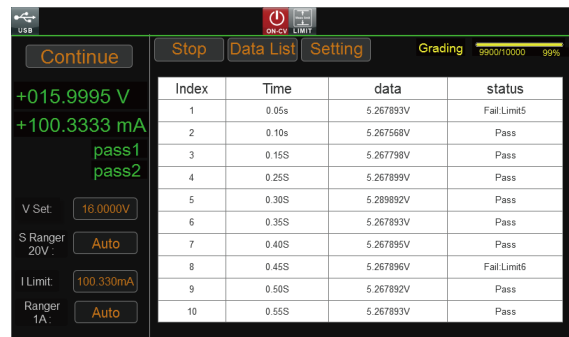 USB
ON-CV LIMIT
Continue Stop Data List Setting Grading 9900/10000 99%
+015.9995 V
+100.3333 mA
pass1
pass2
V Set: 16.0000V
S Ranger
20V : Auto
I Limit: 100.330mA
Ranger
1A : Auto
Index Time data status
1 0.05s 5.267893V Fail:Limit5
2 0.10s 5.267568V Pass
3 0.15S 5.267798V Pass
4 0.25S 5.267899V Pass
5 0.30S 5.289892V Pass
6 0.35S 5.267893V Pass
7 0.40S 5.267895V Pass
8 0.45S 5.267896V Fail:Limit6
9 0.50S 5.267892V Pass
10 0.55S 5.267893V Pass